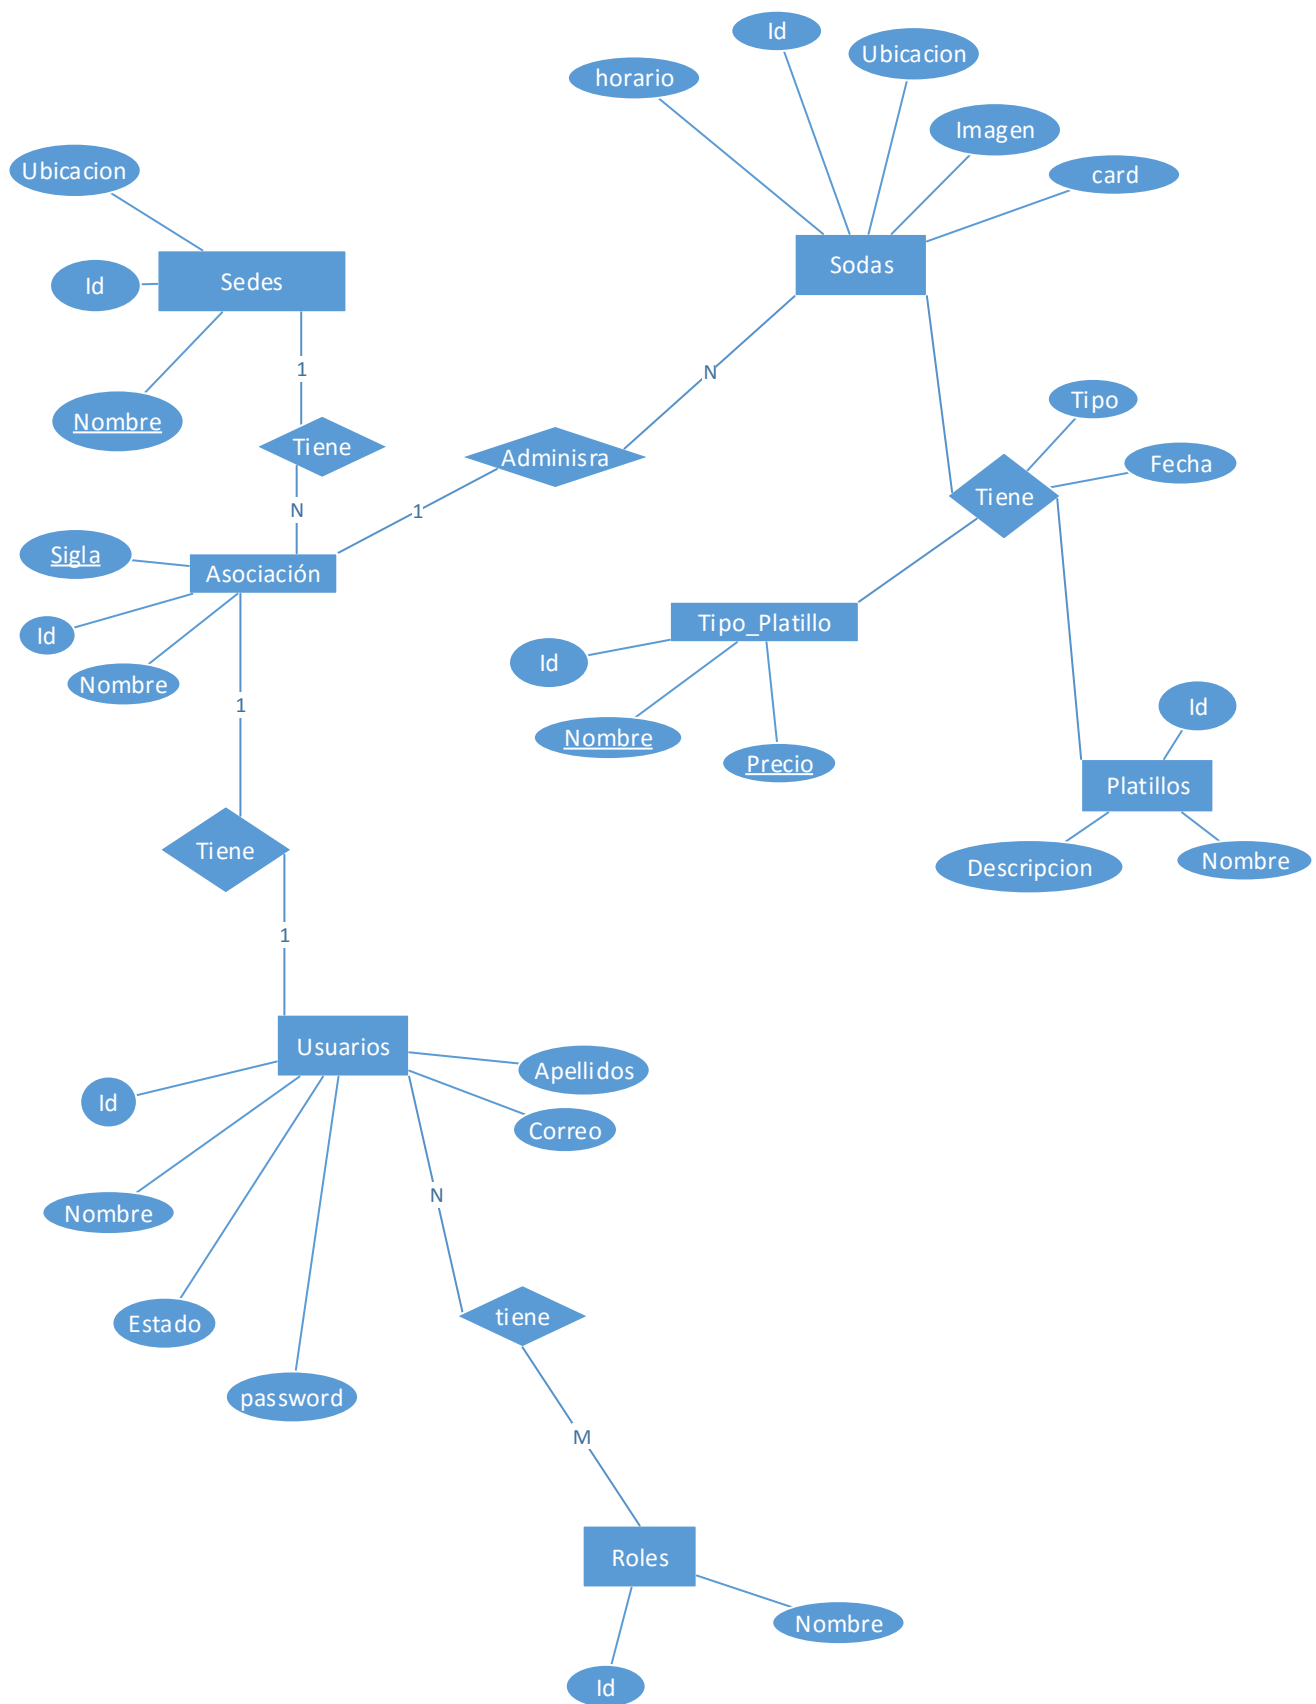 Id
Ubicacion
horario
Imagen
card
Ubicacion
Sodas
Sedes
Id
1
N
Tipo
Nombre
Tiene
Adminisra
Fecha
Tiene
N
1
Sigla
Asociación
Id
Nombre
Tipo_Platillo
Id
Nombre
Precio
1
Id
Platillos
Descripcion
Nombre
Tiene
1
Usuarios
Apellidos
Id
Correo
N
Nombre
Estado
tiene
password
M
Roles
Nombre
Id